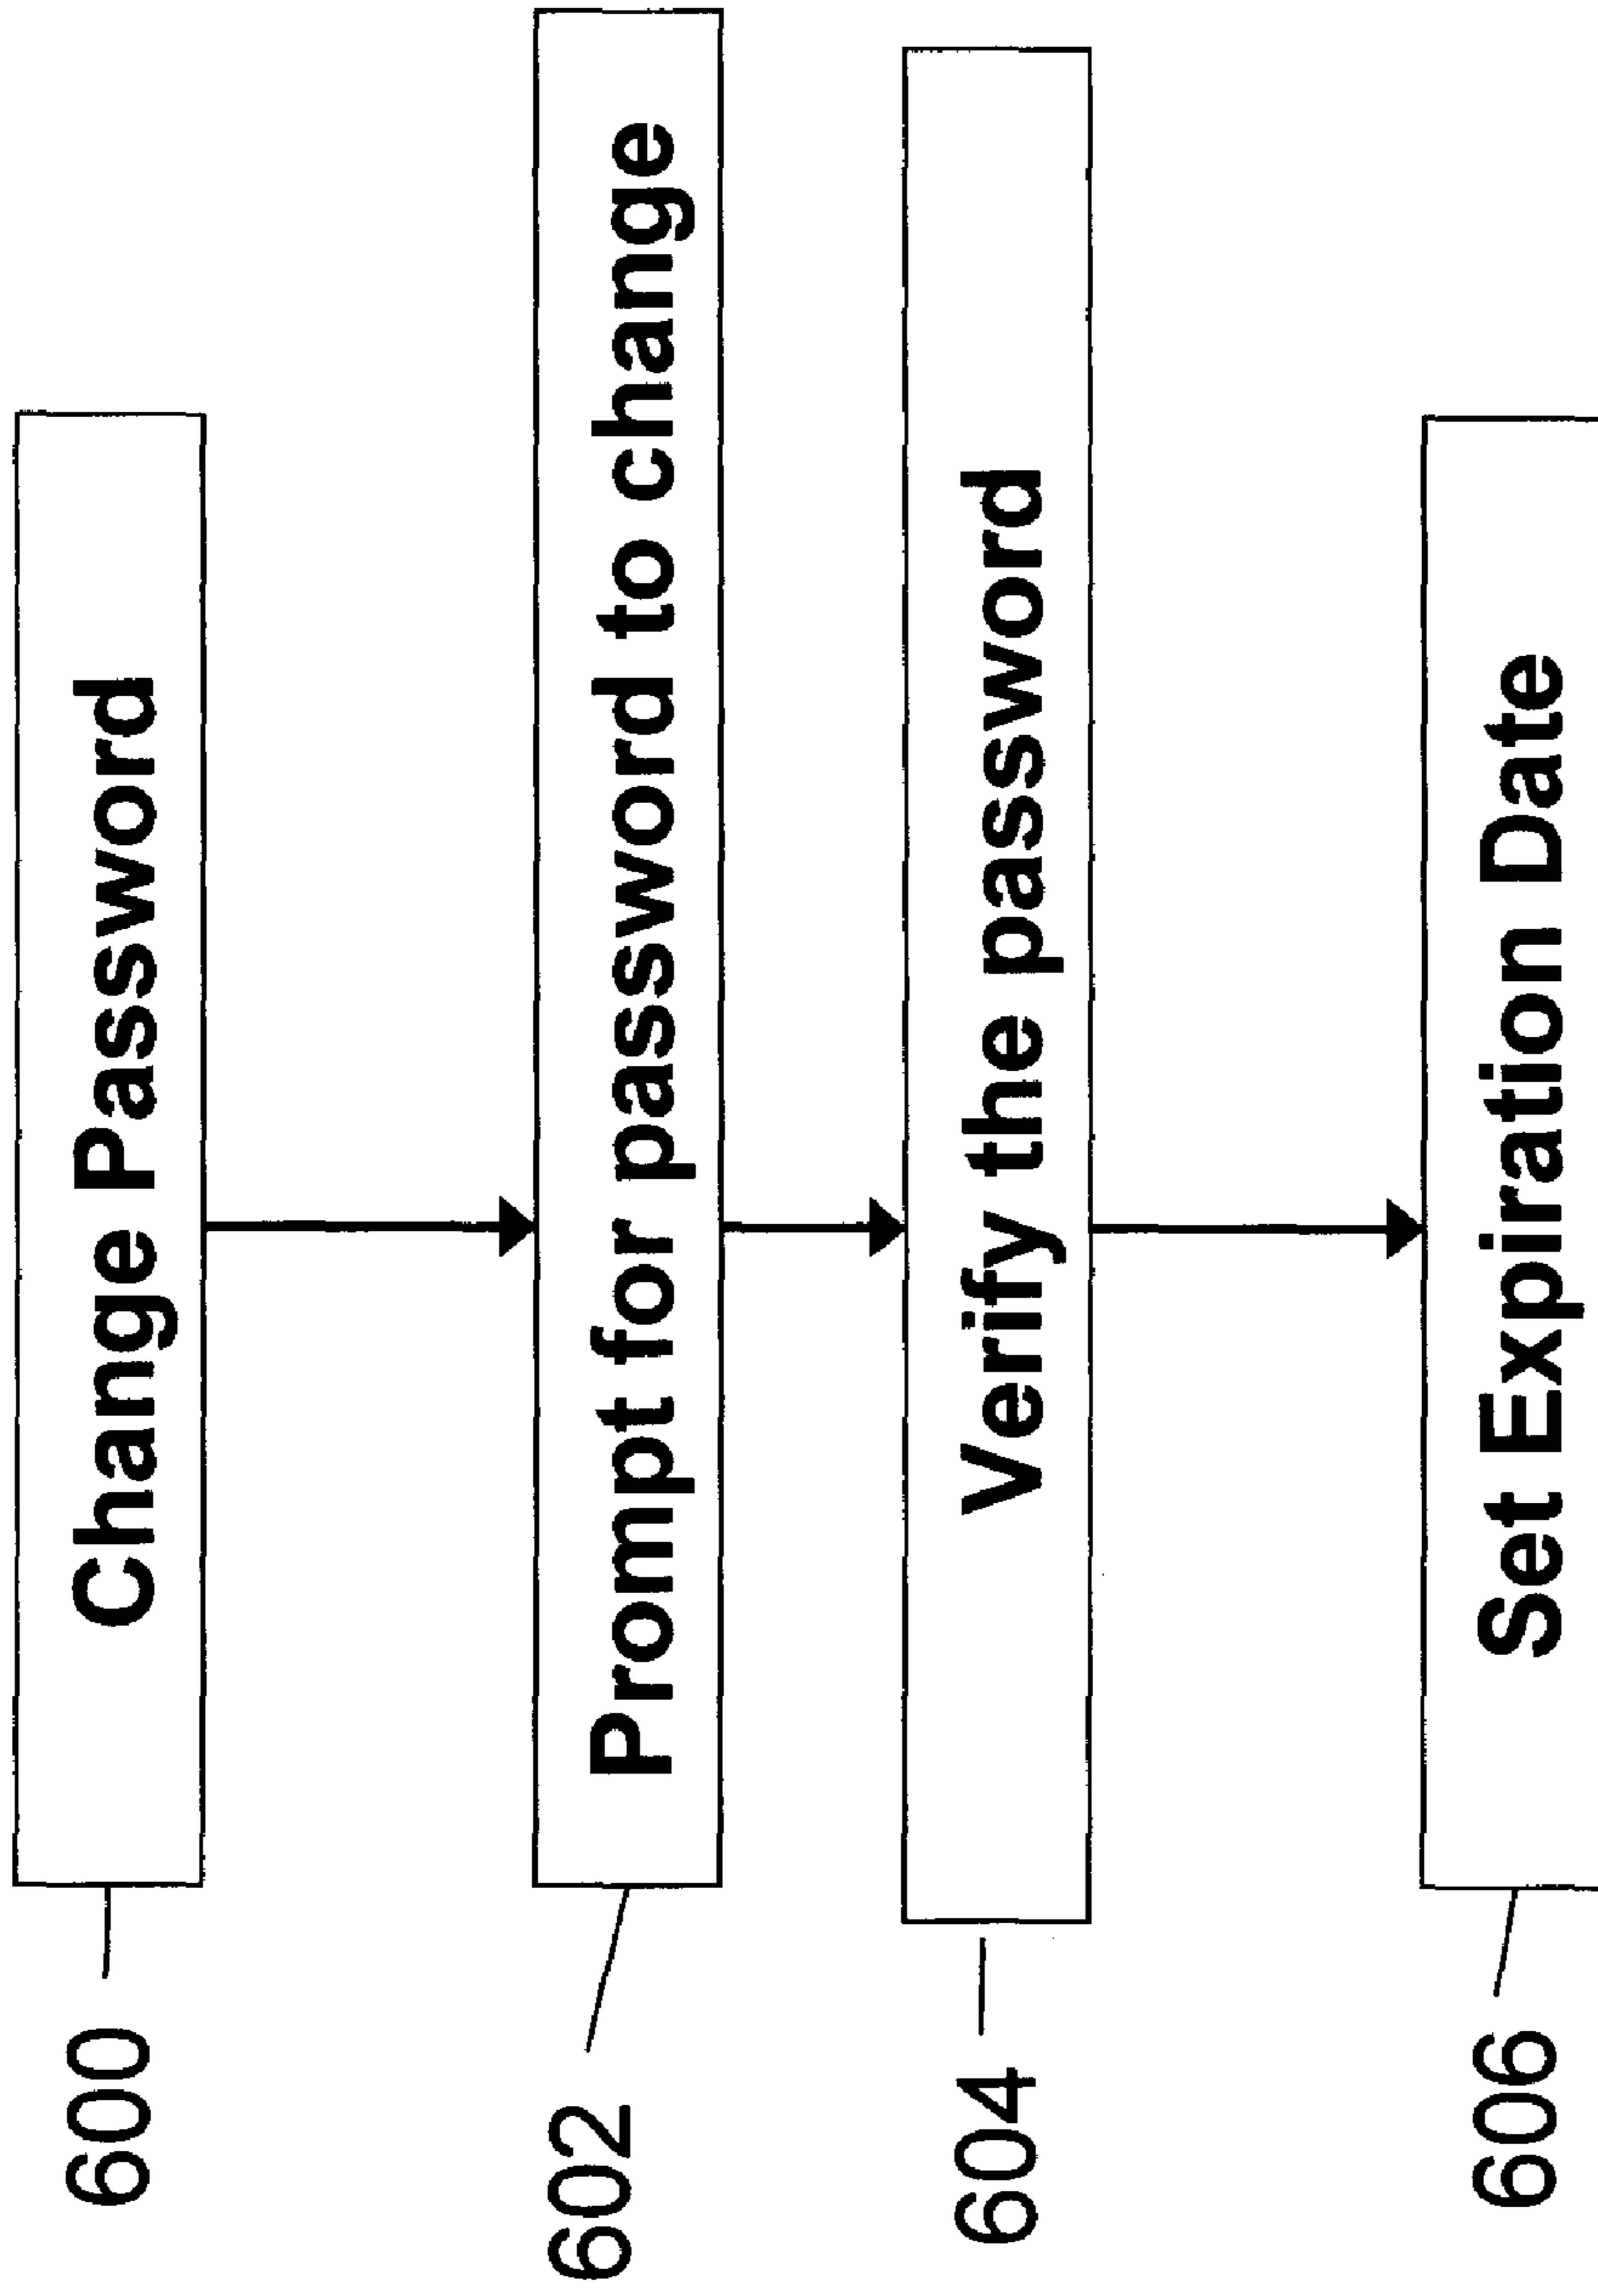 600
Change Password
602
Prompt for password to change
604
Verify the password
606
Set Expiration Date